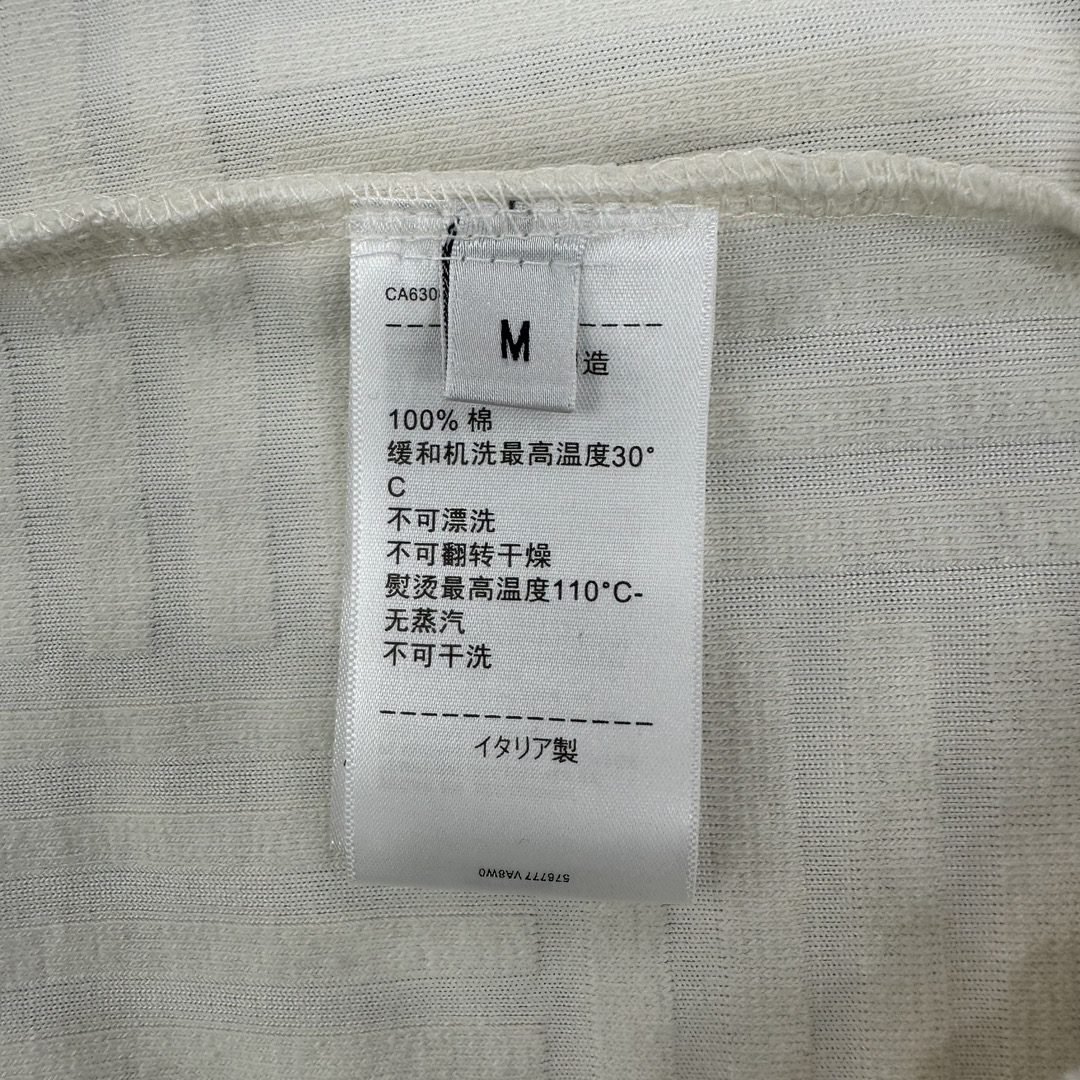 CA630
M
造
100% 棉
缓和机洗最高温度30°
C
不可漂洗
不可翻转干燥
熨烫最高温度110°C-
无蒸汽
不可干洗
イタリア製
576777 VA8W0